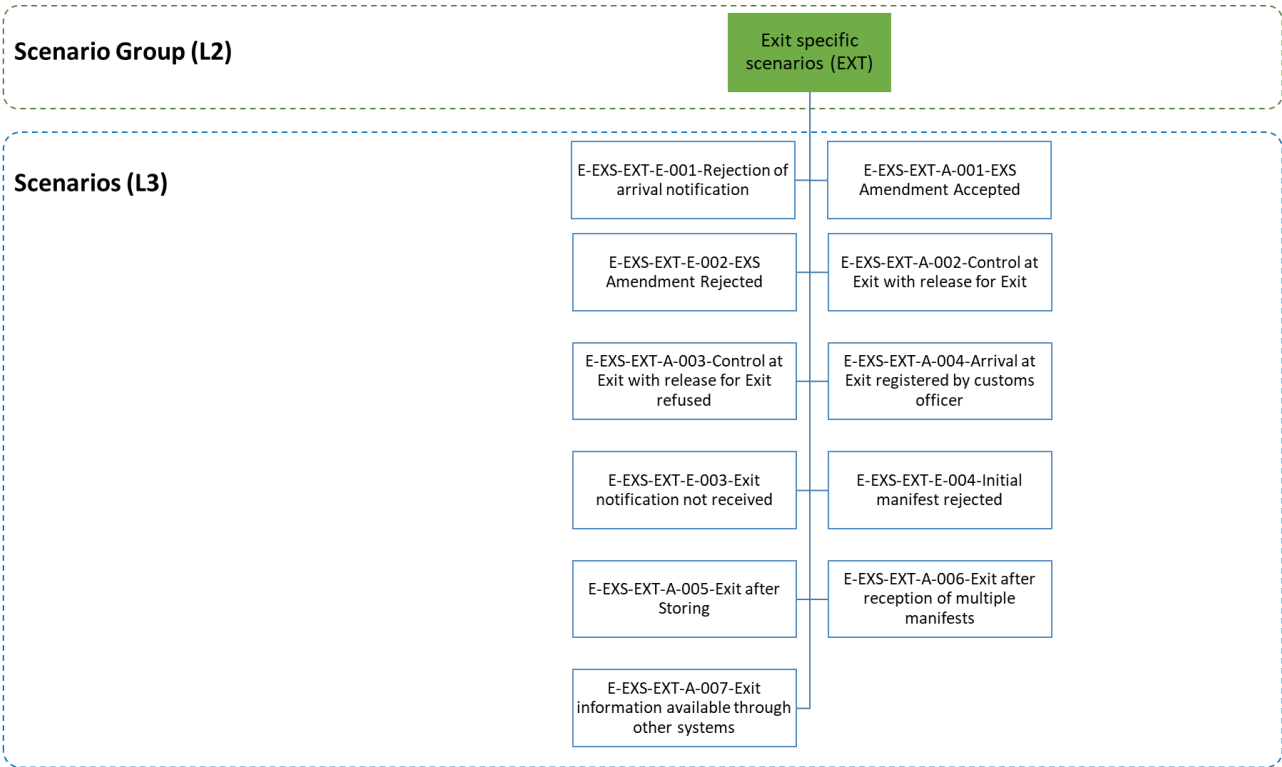 Scenario Group (L2)
Exit specific
scenarios (EXT)
Scenarios (L3)
E-EXS-EXT-E-001-Rejection of
arrival notification
E-EXS-EXT-A-001-EXS
Amendment Accepted
E-EXS-EXT-E-002-EXS
Amendment Rejected
E-EXS-EXT-A-002-Control at
Exit with release for Exit
E-EXS-EXT-A-003-Control at
Exit with release for Exit
refused
E-EXS-EXT-A-004-Arrival at
Exit registered by customs
officer
E-EXS-EXT-E-003-Exit
notification not received
E-EXS-EXT-E-004-Initial
manifest rejected
E-EXS-EXT-A-005-Exit after
Storing
E-EXS-EXT-A-006-Exit after
reception of multiple
manifests
E-EXS-EXT-A-007-Exit
information available through
other systems